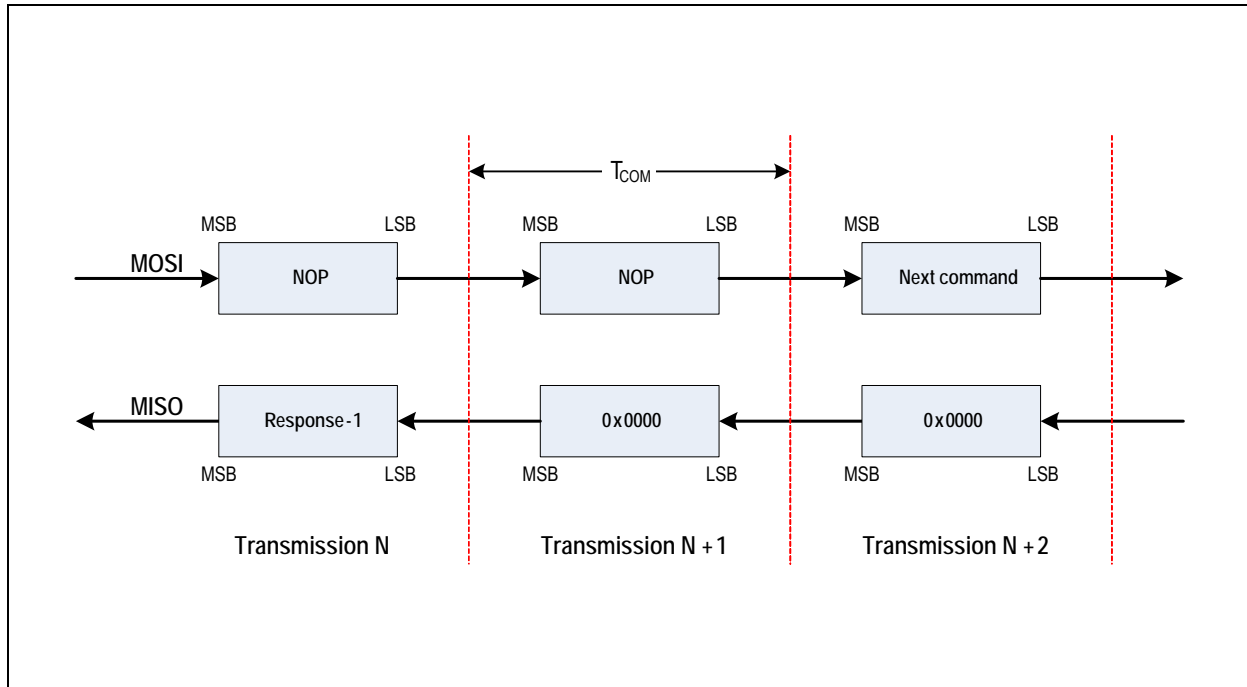 T_COM
MSB LSB MSB LSB MSB LSB
MOSI NOP NOP Next command
MISO Response-1 0x0000 0x0000
MSB LSB MSB LSB MSB LSB
Transmission N Transmission N+1 Transmission N+2